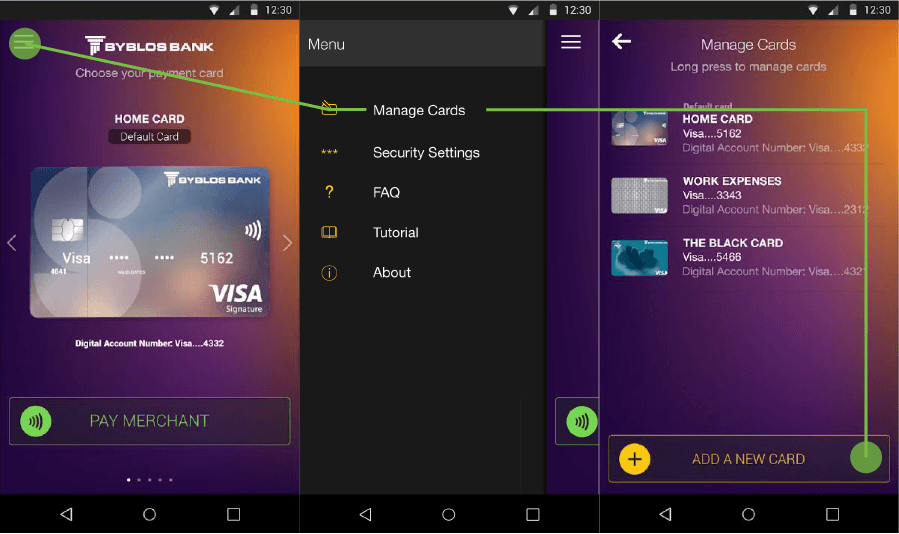 12:30
BYBLOS BANK
Choose your payment card
HOME CARD
Default Card
BYBLOS BANK
Visa •••• •••• 5162
4641
VISA
Signature
Digital Account Number: Visa....4332
PAY MERCHANT
12:30
Menu
Manage Cards
*** Security Settings
? FAQ
Tutorial
About
12:30
Manage Cards
Long press to manage cards
Default card
HOME CARD
Visa....5162
Digital Account Number: Visa....4332
WORK EXPENSES
Visa....3343
Digital Account Number: Visa....2312
THE BLACK CARD
Visa....5466
Digital Account Number: Visa....4321
ADD A NEW CARD